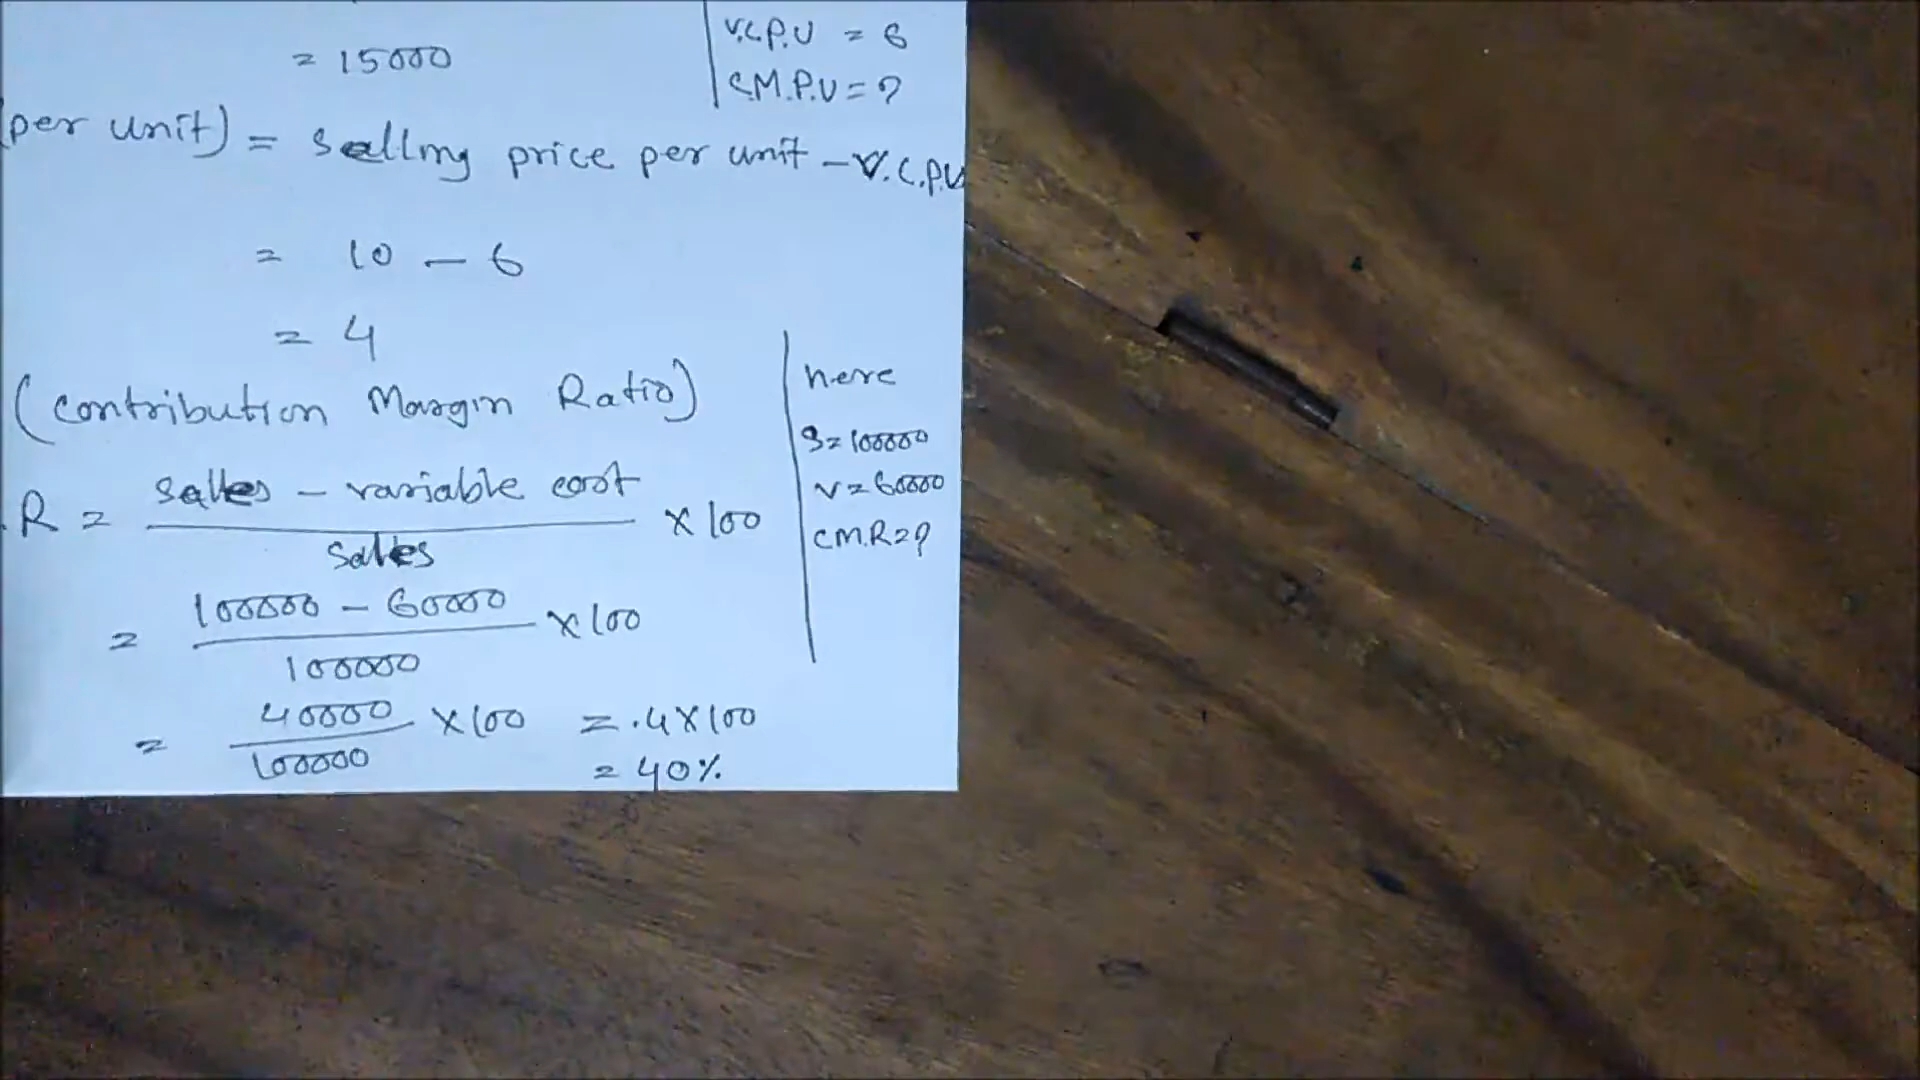 = 15000
V.C.P.U = 6
C.M.P.U = ?
(per unit) = Selling price per unit - V.C.P.U
= 10 - 6
= 4
(Contribution Margin Ratio)
.R = sales - variable cost / sales × 100
= 100000 - 60000 / 100000 × 100
= 40000 / 100000 × 100 = .4 × 100
= 40%
here
S = 100000
V = 60000
CM.R = ?